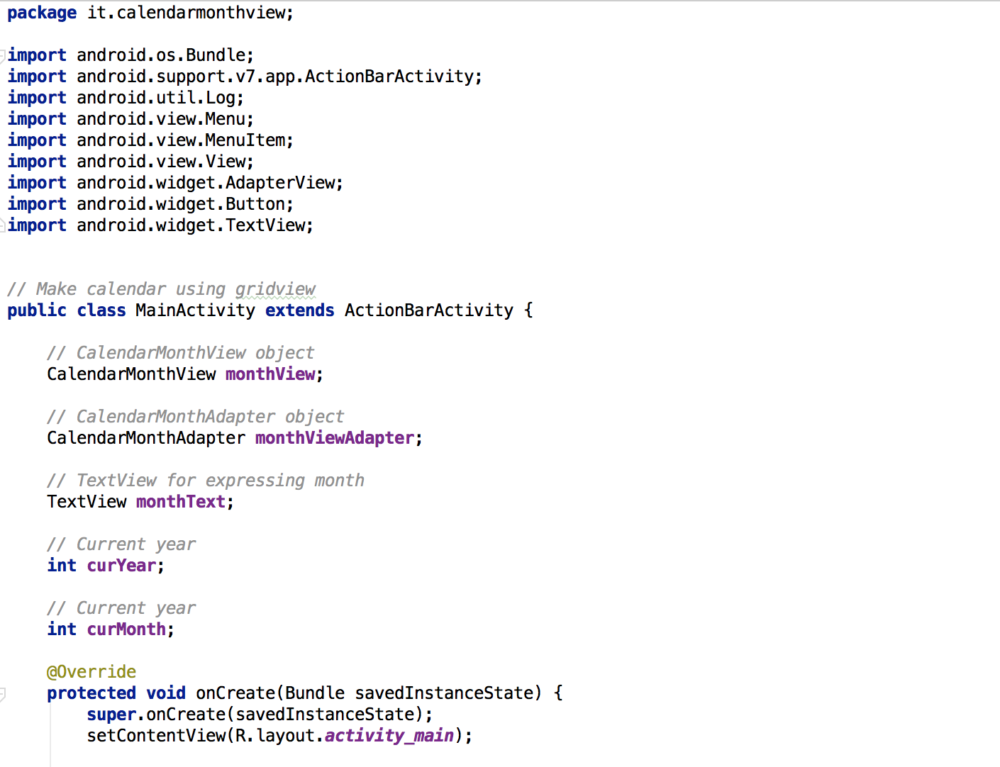 package it.calendarmonthview;
import android.os.Bundle;
import android.support.v7.app.ActionBarActivity;
import android.util.Log;
import android.view.Menu;
import android.view.MenuItem;
import android.view.View;
import android.widget.AdapterView;
import android.widget.Button;
import android.widget.TextView;
// Make calendar using gridview
public class MainActivity extends ActionBarActivity {
// CalendarMonthView object
CalendarMonthView monthView;
// CalendarMonthAdapter object
CalendarMonthAdapter monthViewAdapter;
// TextView for expressing month
TextView monthText;
// Current year
int curYear;
// Current year
int curMonth;
@Override
protected void onCreate(Bundle savedInstanceState) {
super.onCreate(savedInstanceState);
setContentView(R.layout.activity_main);